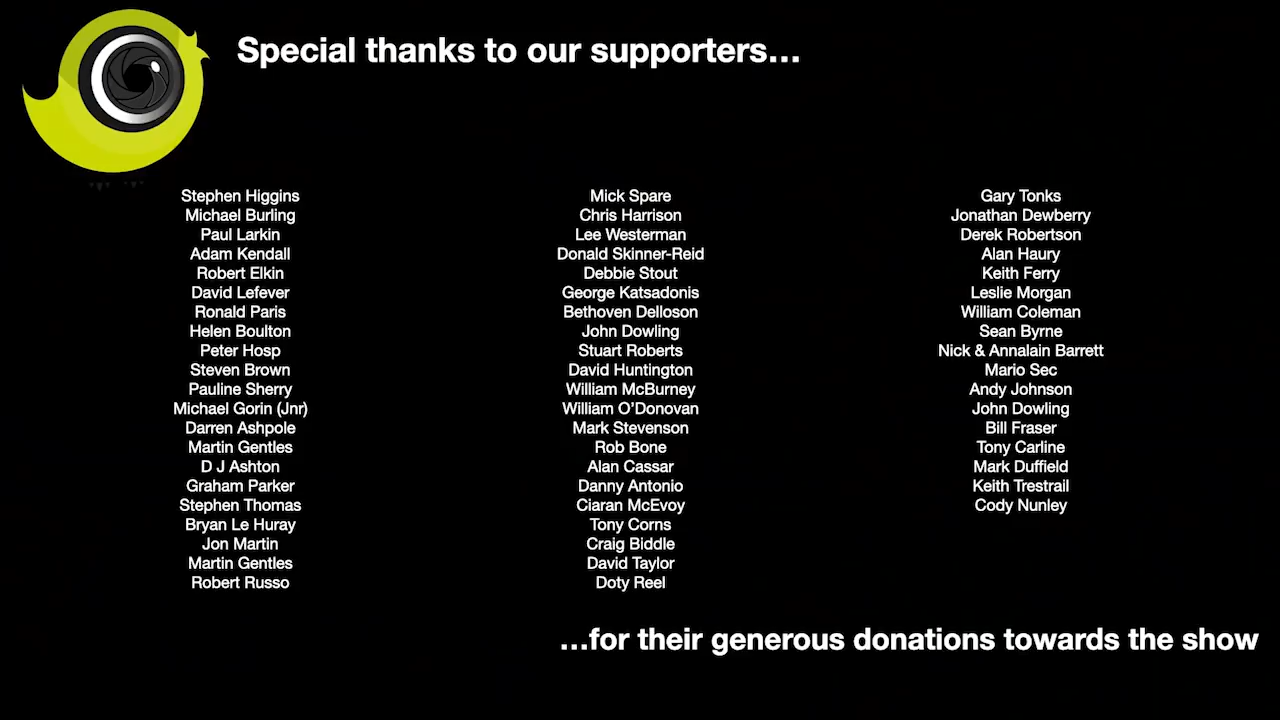 Special thanks to our supporters...
Stephen Higgins
Michael Burling
Paul Larkin
Adam Kendall
Robert Elkin
David Lefever
Ronald Paris
Helen Boulton
Peter Hosp
Steven Brown
Pauline Sherry
Michael Gorin (Jnr)
Darren Ashpole
Martin Gentles
D J Ashton
Graham Parker
Stephen Thomas
Bryan Le Huray
Jon Martin
Martin Gentles
Robert Russo
Mick Spare
Chris Harrison
Lee Westerman
Donald Skinner-Reid
Debbie Stout
George Katsadonis
Bethoven Delloson
John Dowling
Stuart Roberts
David Huntington
William McBurney
William O’Donovan
Mark Stevenson
Rob Bone
Alan Cassar
Danny Antonio
Ciaran McEvoy
Tony Corns
Craig Biddle
David Taylor
Doty Reel
Gary Tonks
Jonathan Dewberry
Derek Robertson
Alan Haury
Keith Ferry
Leslie Morgan
William Coleman
Sean Byrne
Nick & Annalain Barrett
Mario Sec
Andy Johnson
John Dowling
Bill Fraser
Tony Carline
Mark Duffield
Keith Trestrail
Cody Nunley
...for their generous donations towards the show